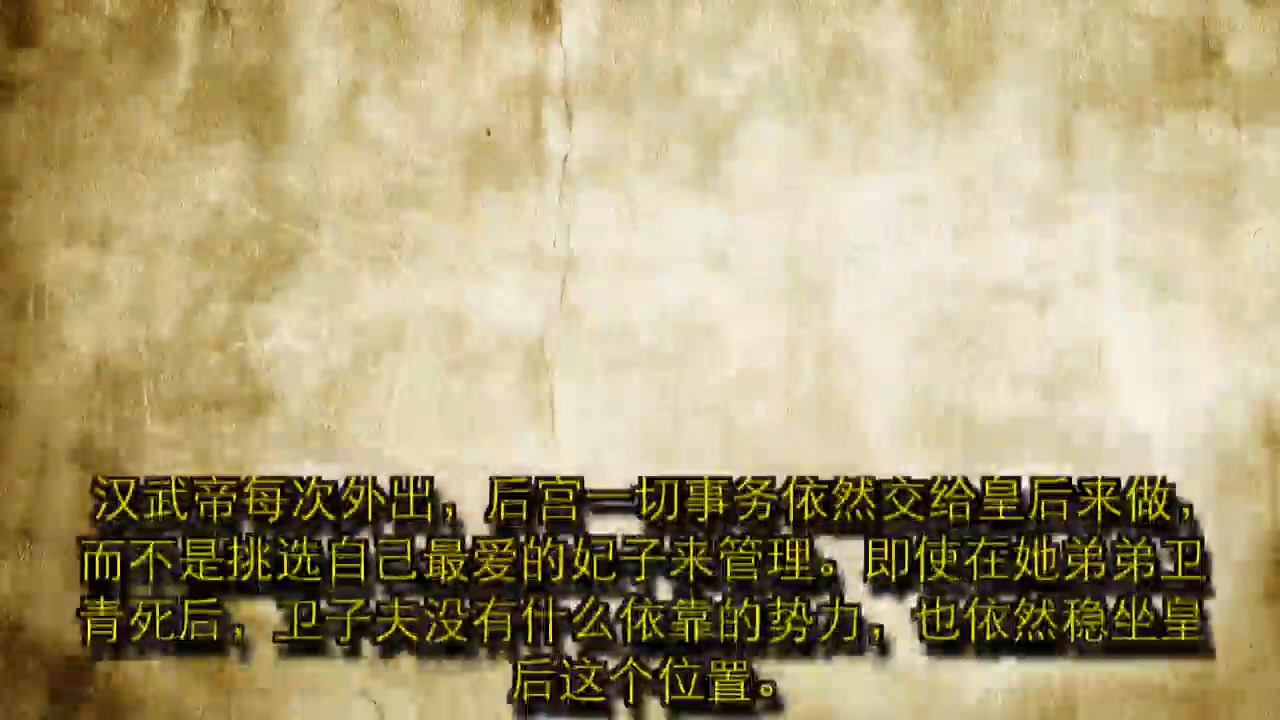 汉武帝每次外出，后宫一切事务依然交给皇后来做，
而不是挑选自己最爱的妃子来管理。即使在她弟弟卫
青死后，卫子夫没有什么依靠的势力，也依然稳坐皇
后这个位置。